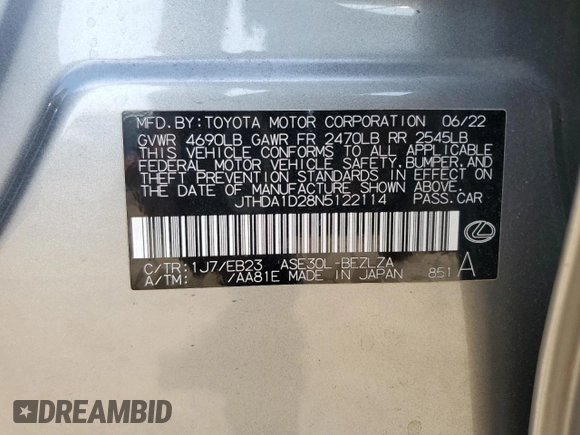 MFD. BY: TOYOTA MOTOR CORPORATION 06/22
GVWR 4690LB GAWR FR 2470LB RR 2545LB
THIS VEHICLE CONFORMS TO ALL APPLICABLE
FEDERAL MOTOR VEHICLE SAFETY, BUMPER, AND
THEFT PREVENTION STANDARDS IN EFFECT ON
THE DATE OF MANUFACTURE SHOWN ABOVE.
JTHDA1D28N5122114 PASS. CAR
C/TR: 1J7/EB23 ASE30L-BEZLZA
A/TM: /AA81E MADE IN JAPAN 851 A
DREAMBID